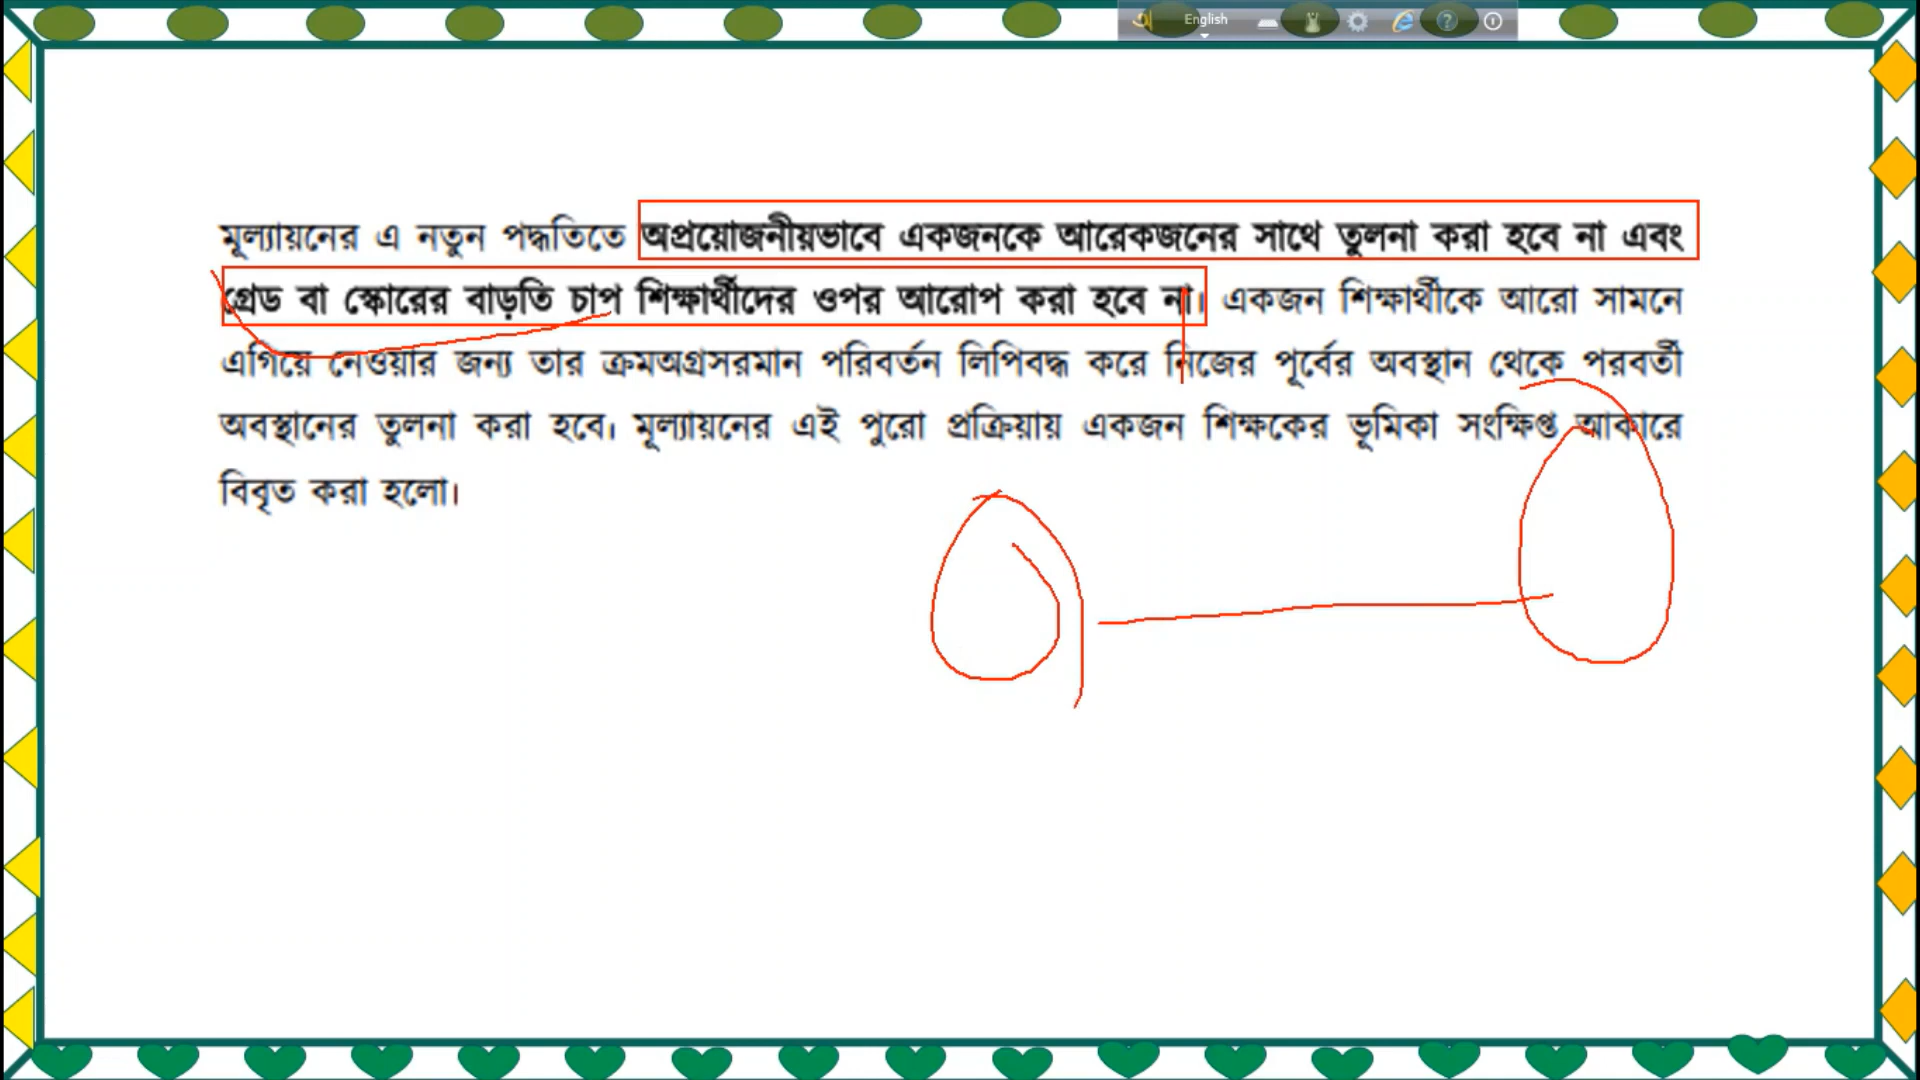 English
মূল্যায়নের এ নতুন পদ্ধতিতে অপ্রয়োজনীয়ভাবে একজনকে আরেকজনের সাথে তুলনা করা হবে না এবং
গ্রেড বা স্কোরের বাড়তি চাপ শিক্ষার্থীদের ওপর আরোপ করা হবে না। একজন শিক্ষার্থীকে আরো সামনে
এগিয়ে নেওয়ার জন্য তার ক্রমঅগ্রসরমান পরিবর্তন লিপিবদ্ধ করে নিজের পূর্বের অবস্থান থেকে পরবর্তী
অবস্থানের তুলনা করা হবে। মূল্যায়নের এই পুরো প্রক্রিয়ায় একজন শিক্ষকের ভূমিকা সংক্ষিপ্ত আকারে
বিবৃত করা হলো।